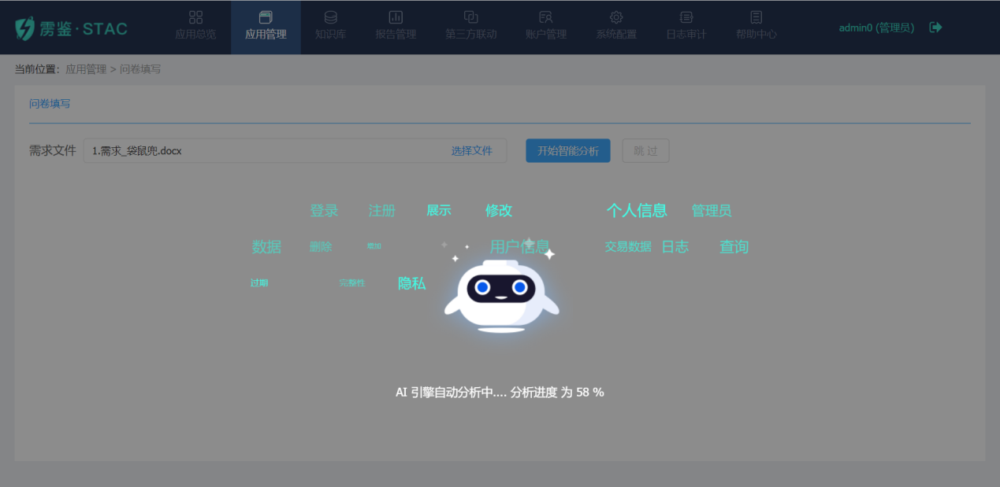 雳鉴·STAC
应用总览 应用管理 知识库 报告管理 第三方联动 账户管理 系统配置 日志审计 帮助中心 admin0 (管理员)
当前位置：应用管理 > 问卷填写
问卷填写
需求文件 1.需求_袋鼠兜.docx 选择文件 开始智能分析 跳 过
登录 注册 展示 修改 个人信息 管理员
数据 删除 增加 用户信息 交易数据 日志 查询
过期 完整性 隐私
AI 引擎自动分析中.... 分析进度 为 58 %